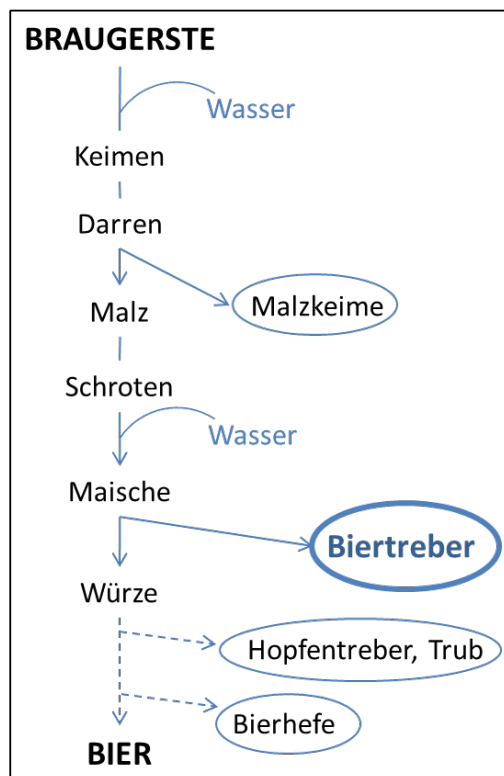 BRAUGERSTE
Wasser
Keimen
Darren
Malzkeime
Malz
Schroten
Wasser
Maische
Biertreber
Würze
Hopfentreber, Trub
Bierhefe
BIER